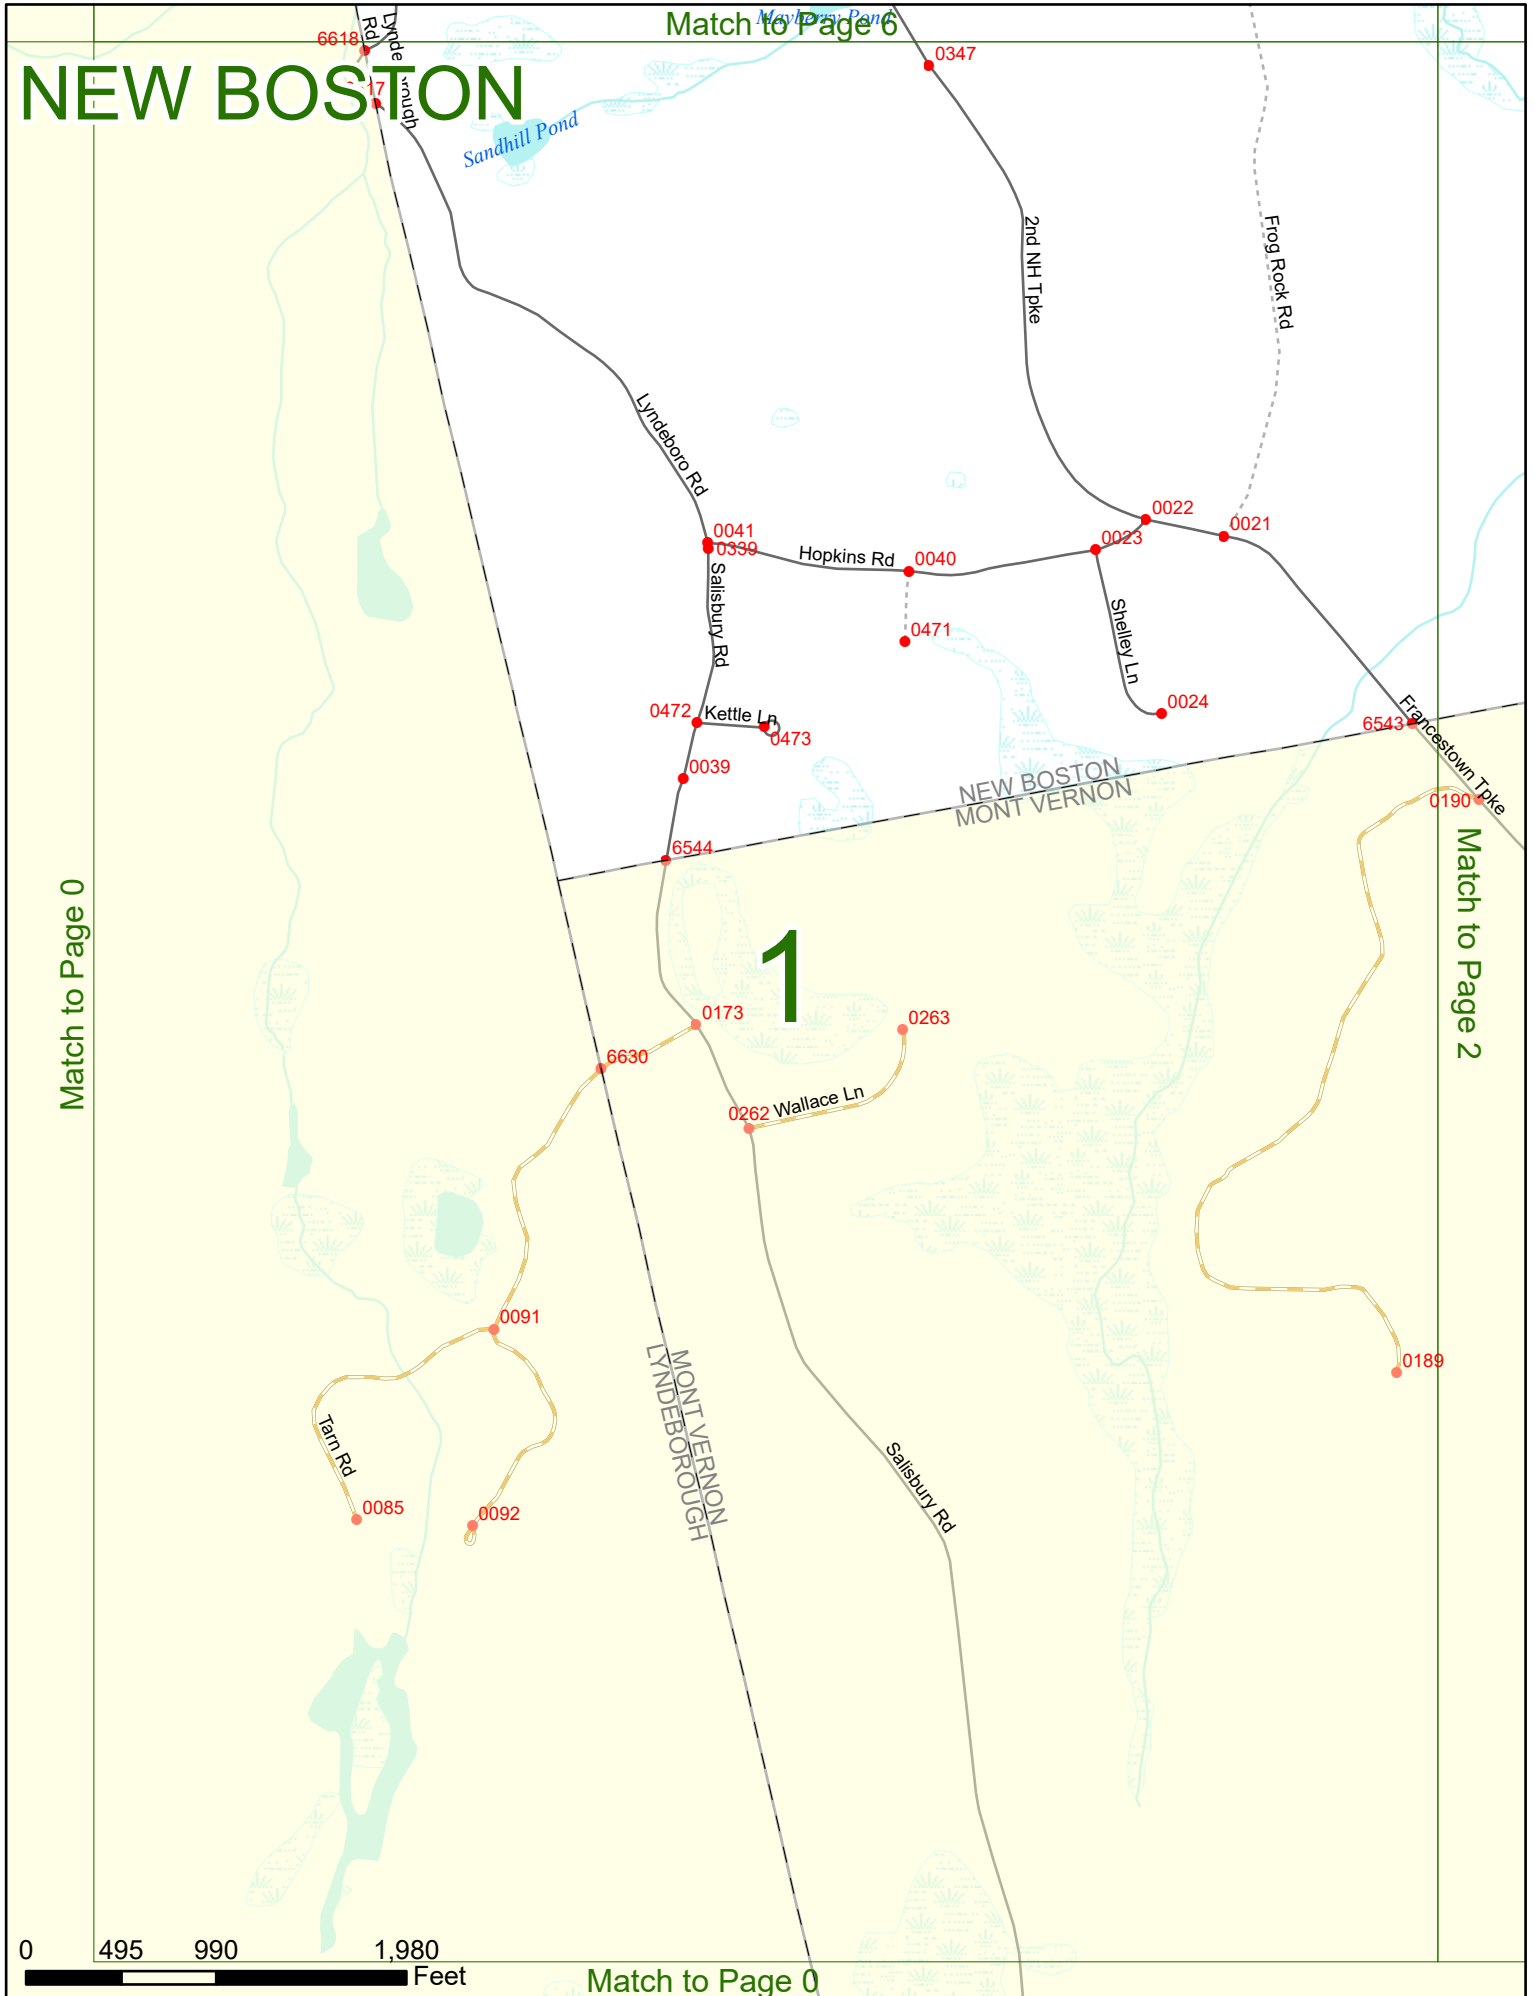 Match to Page 6
Mayberry Pond
NEW BOSTON
6618
Lynde
rough
Rd
17
0347
Sandhill Pond
2nd NH Tpke
Frog Rock Rd
Lyndeboro Rd
0041
0339
Hopkins Rd
0040
0022
0021
0023
Salisbury Rd
0471
Shelley Ln
0024
0472
Kettle Ln
0473
0039
6543
Francestown Tpke
NEW BOSTON
MONT VERNON
0190
6544
Match to Page 0
1
Match to Page 2
0173
0263
6630
0262
Wallace Ln
0091
0189
MONT VERNON
LYNDEBOROUGH
Tarn Rd
0085
0092
Salisbury Rd
0 495 990 1,980
Feet
Match to Page 0